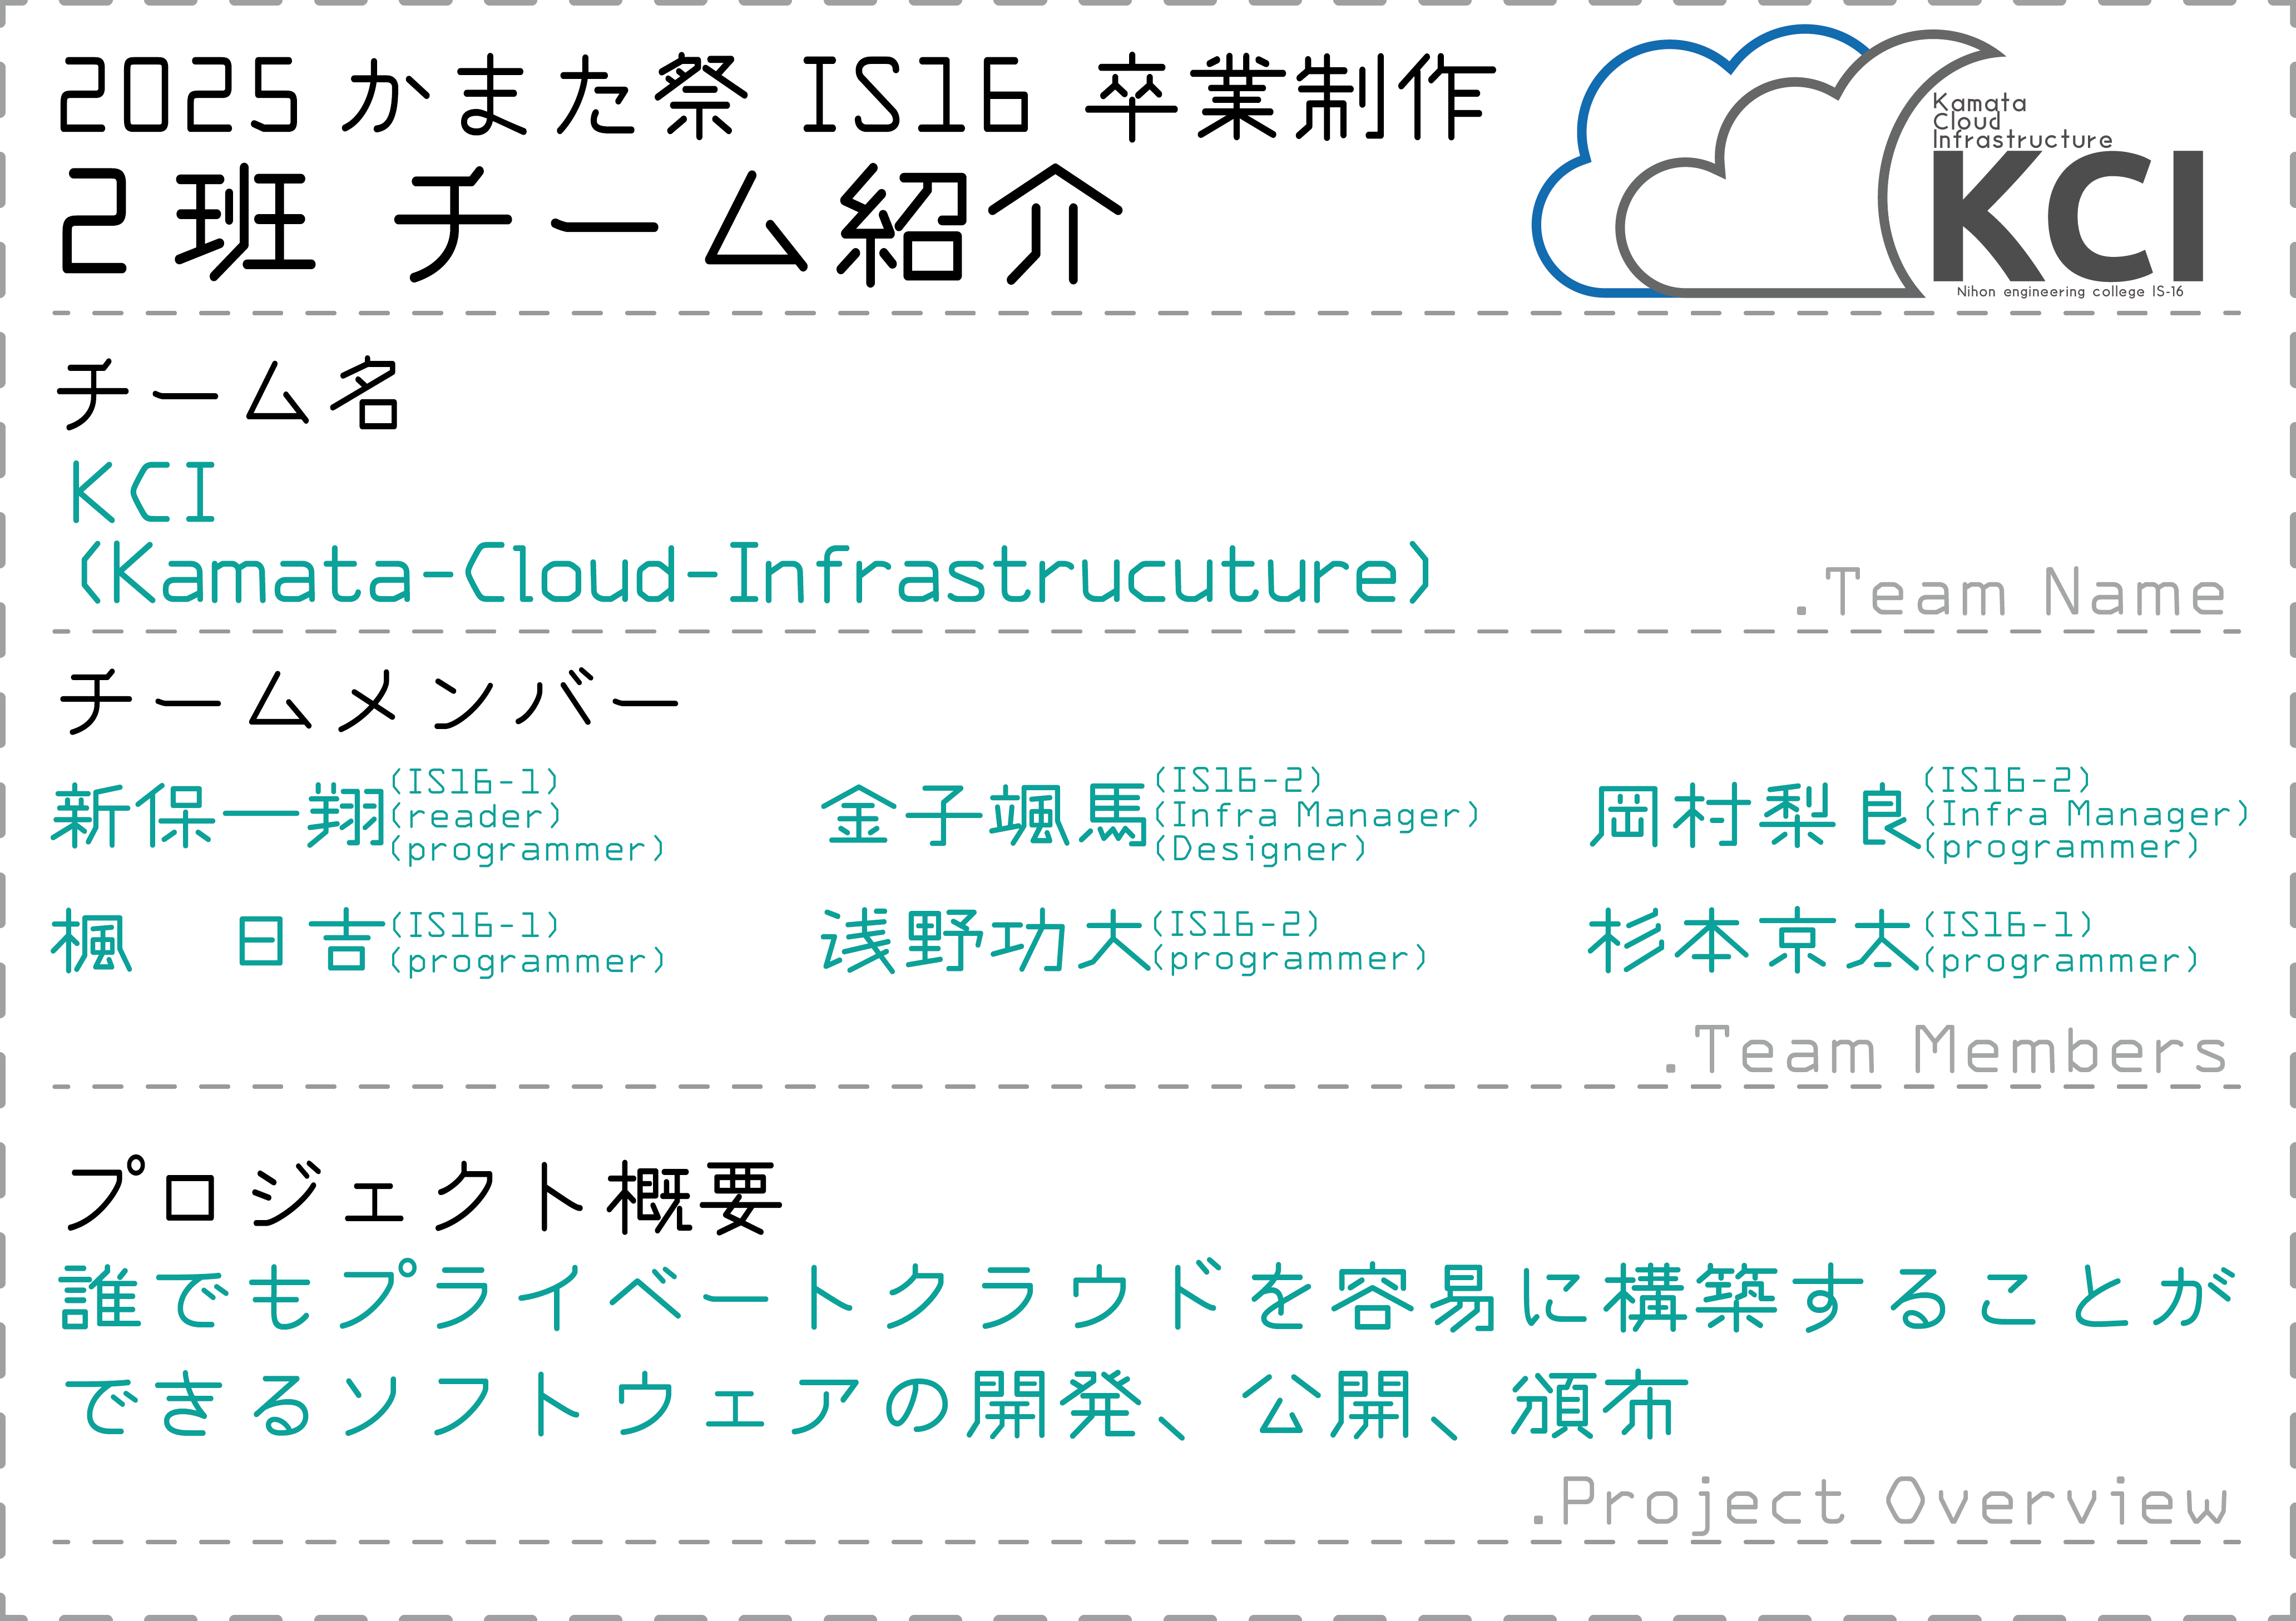 2025 かまた祭 IS16 卒業制作
2班 チーム紹介
Kamata
Cloud
Infrastructure
KCI
Nihon engineering college IS-16
チーム名
KCI
(Kamata-Cloud-Infrastrucuture)
.Team Name
チームメンバー
新保一翔
(IS16-1)
(reader)
(programmer)
金子颯馬
(IS16-2)
(Infra Manager)
(Designer)
岡村梨良
(IS16-2)
(Infra Manager)
(programmer)
楓 日吉
(IS16-1)
(programmer)
浅野功大
(IS16-2)
(programmer)
杉本京太
(IS16-1)
(programmer)
.Team Members
プロジェクト概要
誰でもプライベートクラウドを容易に構築することが
できるソフトウェアの開発、公開、頒布
.Project Overview